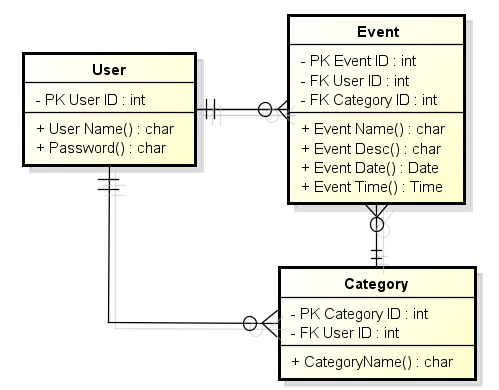 User
- PK User ID : int
+ User Name() : char
+ Password() : char
Event
- PK Event ID : int
- FK User ID : int
- FK Category ID : int
+ Event Name() : char
+ Event Desc() : char
+ Event Date() : Date
+ Event Time() : Time
Category
- PK Category ID : int
- FK User ID : int
+ CategoryName() : char